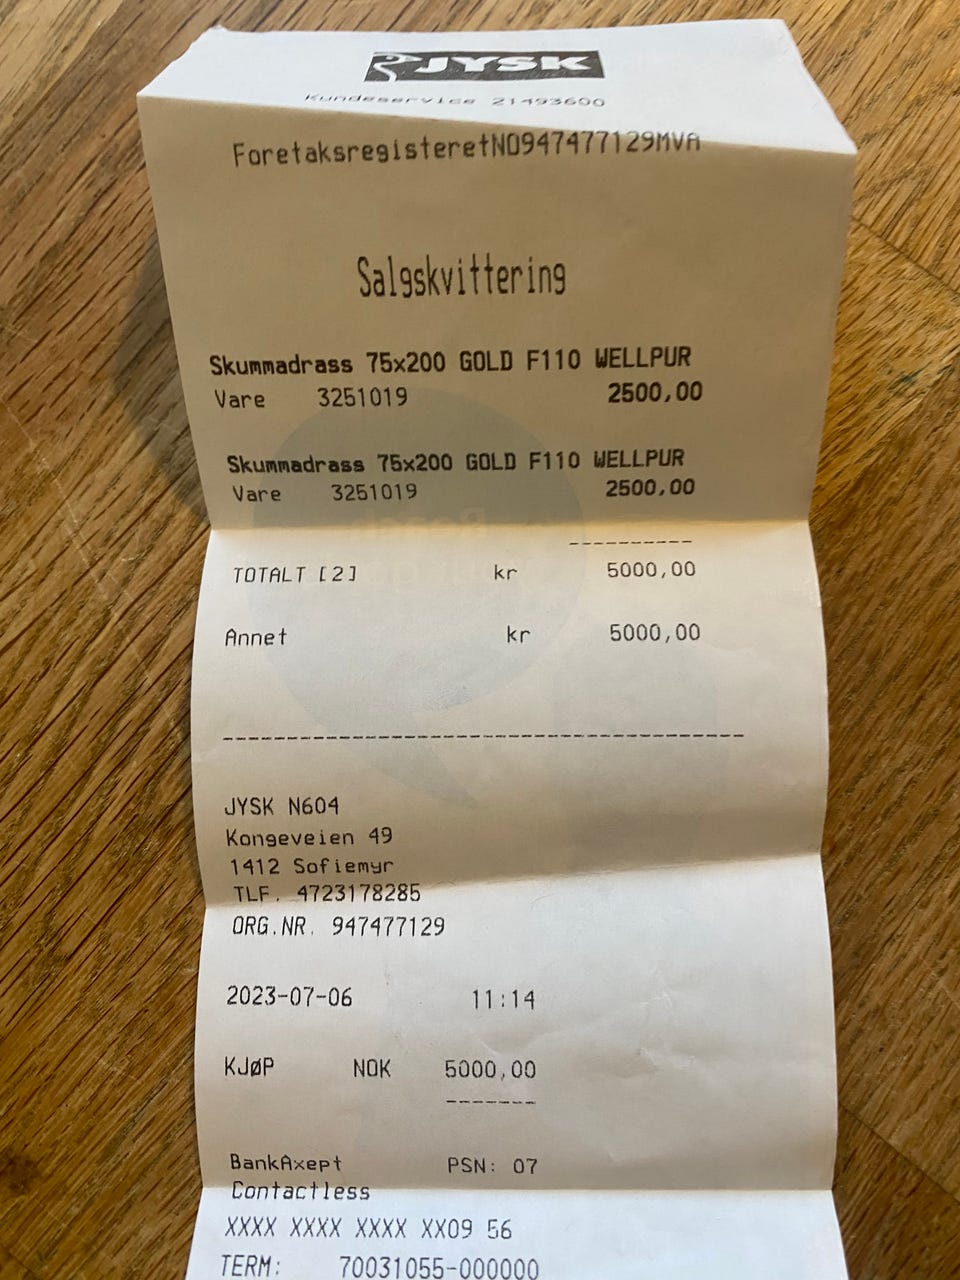 JYSK
Kundeservice 21493600
ForetaksregisteretNO947477129MVA
Salgskvittering
Skummadrass 75x200 GOLD F110 WELLPUR
Vare 3251019 2500,00
Skummadrass 75x200 GOLD F110 WELLPUR
Vare 3251019 2500,00
----------
TOTALT [2] kr 5000,00
Annet kr 5000,00
------------------------------------------
JYSK N604
Kongeveien 49
1412 Sofiemyr
TLF. 4723178285
ORG.NR. 947477129
2023-07-06 11:14
KJØP NOK 5000,00
-------
BankAxept PSN: 07
Contactless
XXXX XXXX XXXX XX09 56
TERM: 70031055-000000